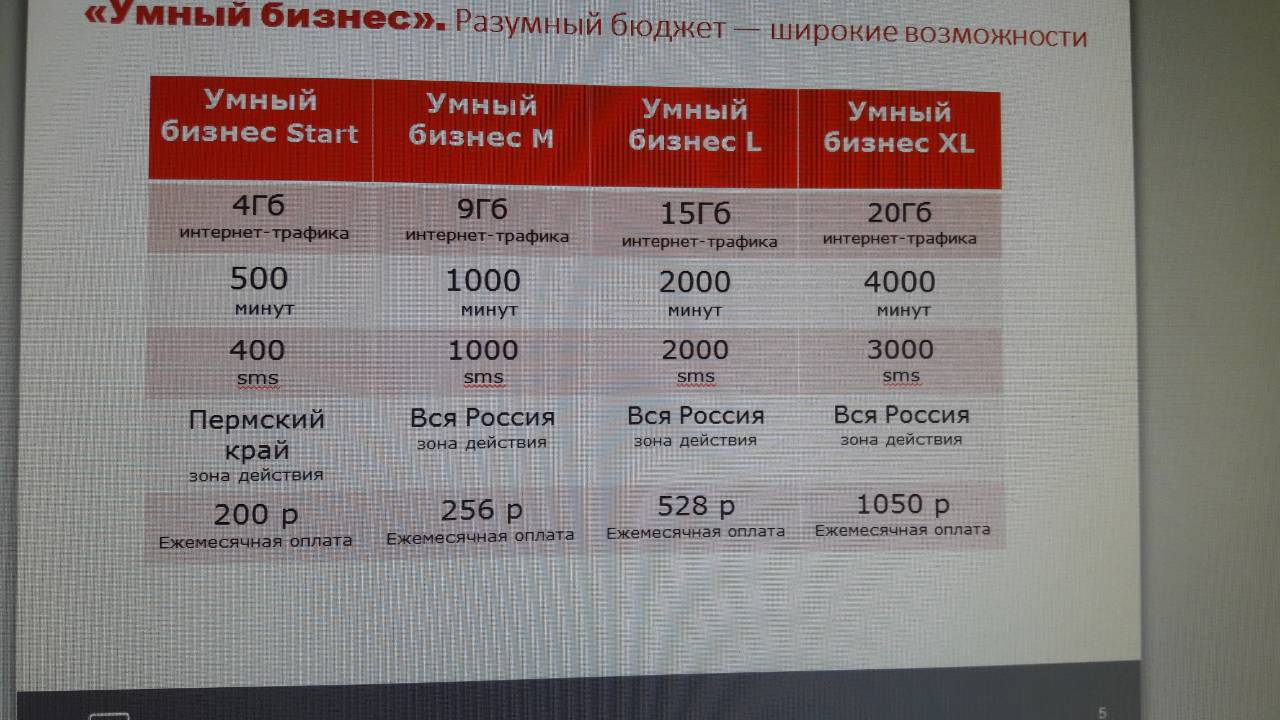 «Умный бизнес». Разумный бюджет — широкие возможности
Умный Умный Умный Умный
бизнес Start бизнес M бизнес L бизнес XL
4Гб 9Гб 15Гб 20Гб
интернет-трафика интернет-трафика интернет-трафика интернет-трафика
500 1000 2000 4000
минут минут минут минут
400 1000 2000 3000
sms sms sms sms
Пермский Вся Россия Вся Россия Вся Россия
край зона действия зона действия зона действия
зона действия
200 р 256 р 528 р 1050 р
Ежемесячная оплата Ежемесячная оплата Ежемесячная оплата Ежемесячная оплата
5